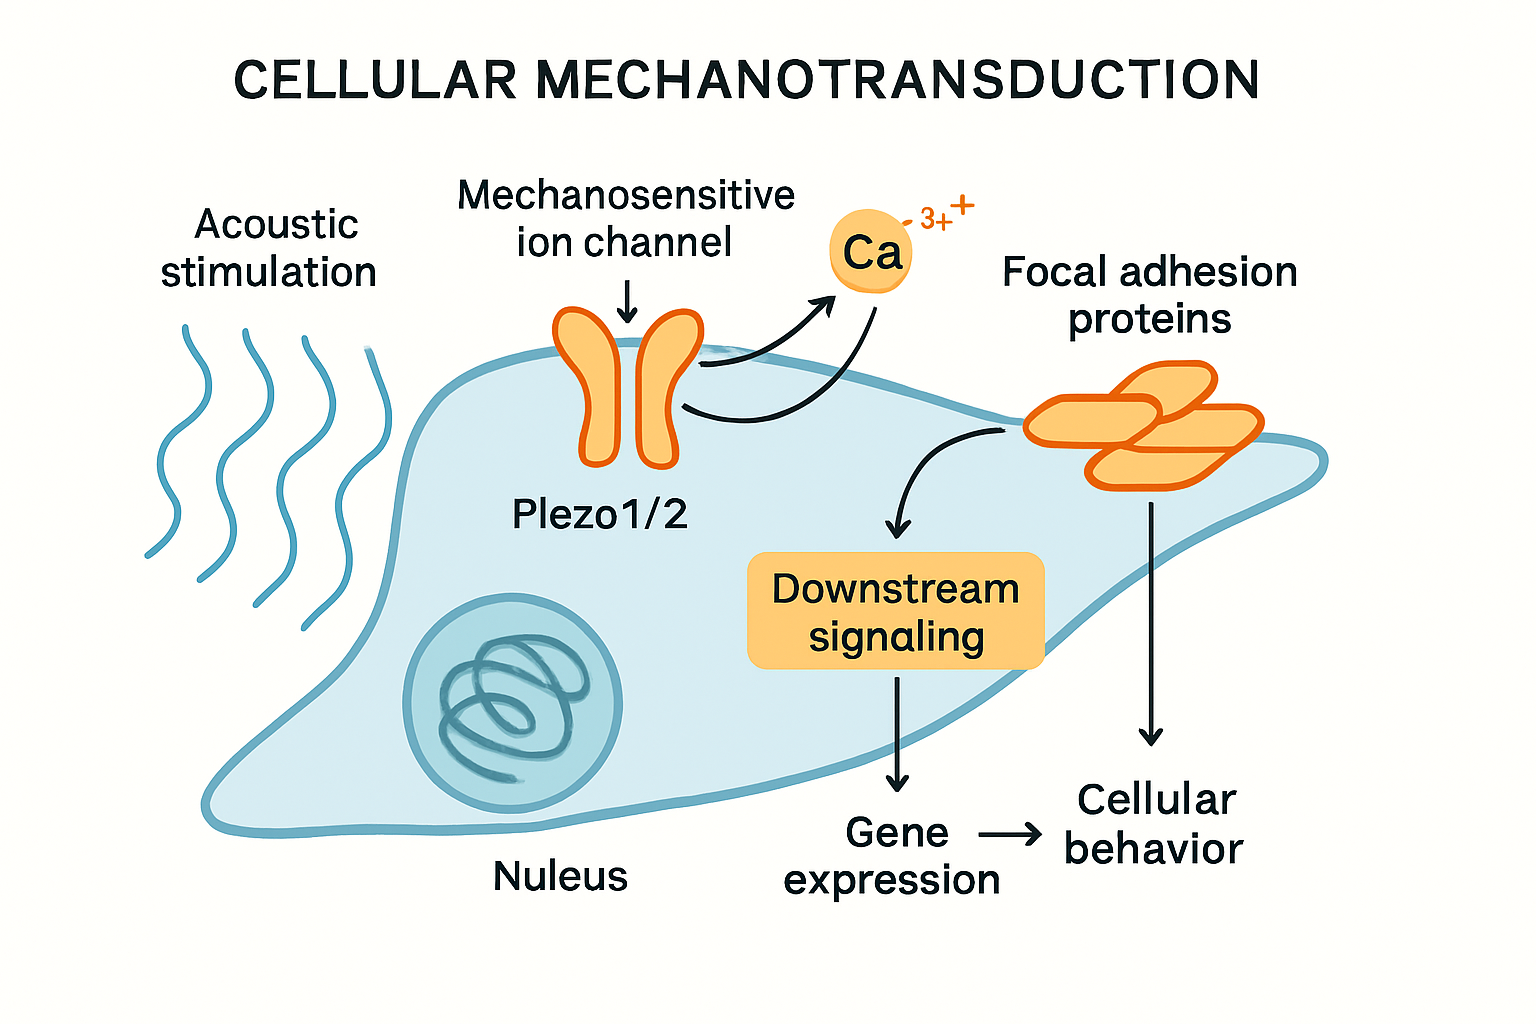 CELLULAR MECHANOTRANSDUCTION
Acoustic
stimulation
Mechanosensitive
ion channel
Ca
3++
Focal adhesion
proteins
Plezo1/2
Downstream
signaling
Nuleus
Gene
expression
Cellular
behavior